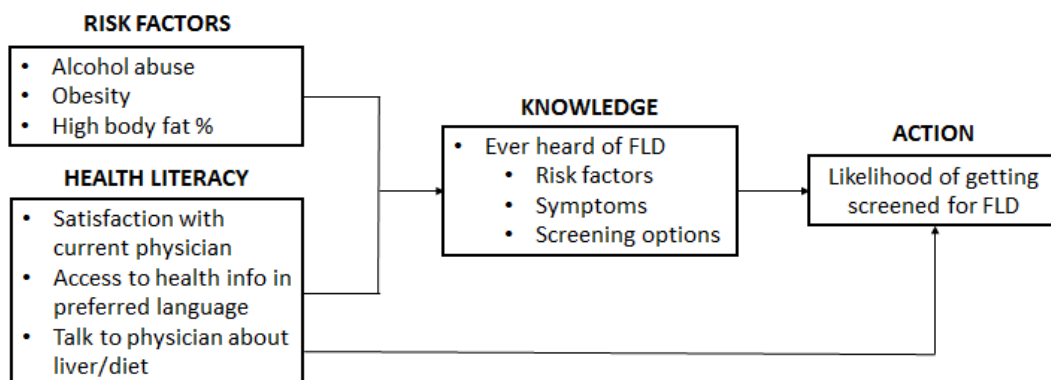 RISK FACTORS
• Alcohol abuse
• Obesity
• High body fat %
HEALTH LITERACY
• Satisfaction with
current physician
• Access to health info in
preferred language
• Talk to physician about
liver/diet
KNOWLEDGE
• Ever heard of FLD
• Risk factors
• Symptoms
• Screening options
ACTION
Likelihood of getting
screened for FLD